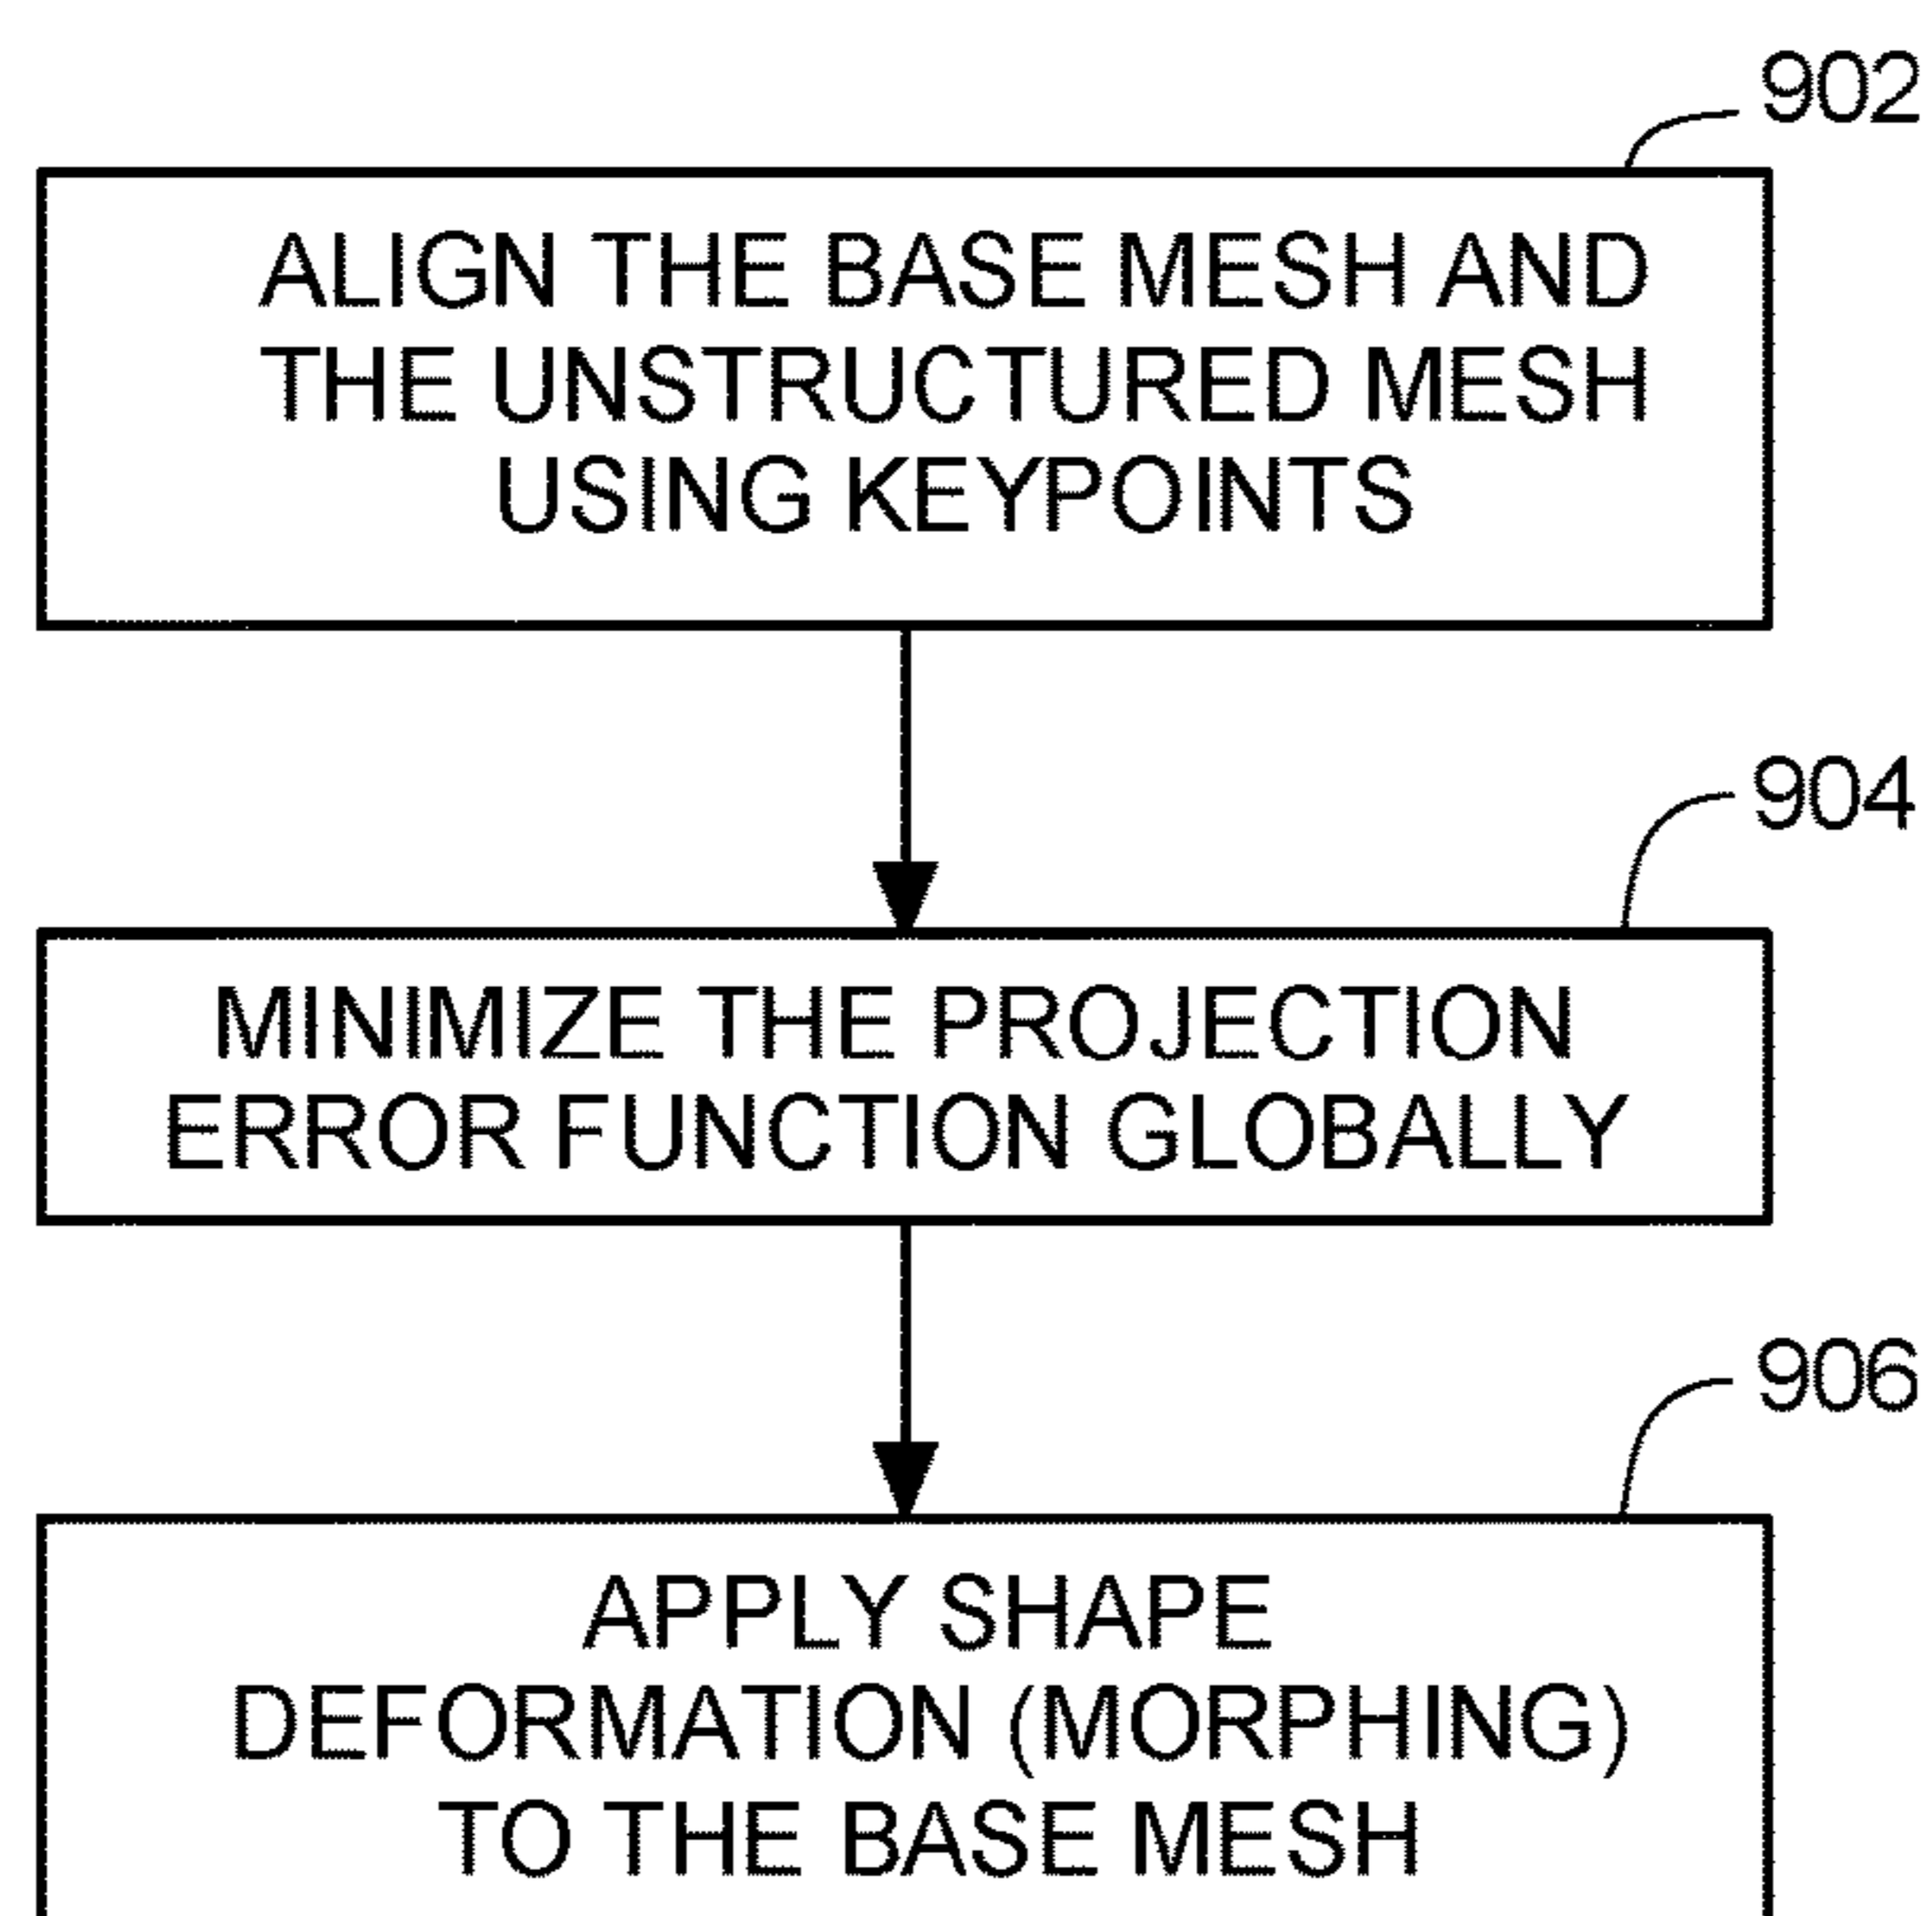 902
ALIGN THE BASE MESH AND
THE UNSTRUCTURED MESH
USING KEYPOINTS
904
MINIMIZE THE PROJECTION
ERROR FUNCTION GLOBALLY
906
APPLY SHAPE
DEFORMATION (MORPHING)
TO THE BASE MESH